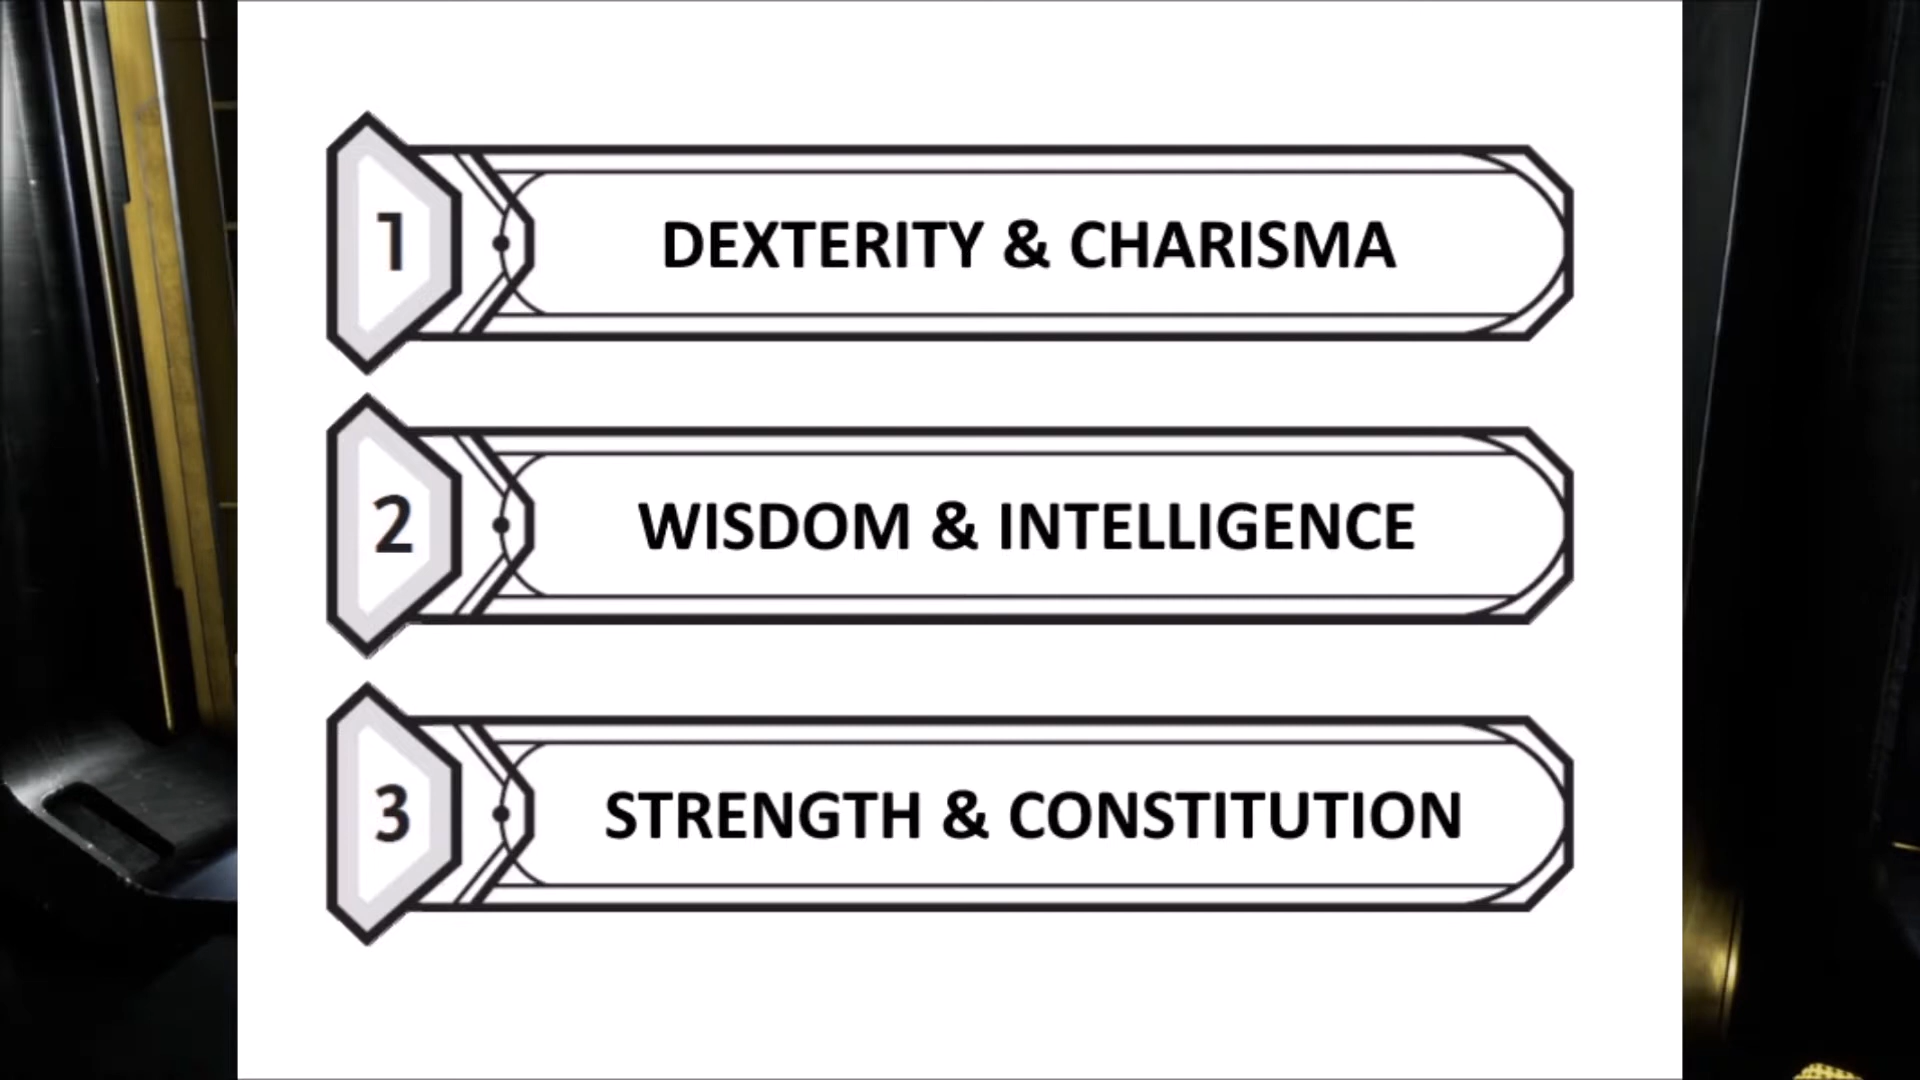 1
DEXTERITY & CHARISMA
2
WISDOM & INTELLIGENCE
3
STRENGTH & CONSTITUTION